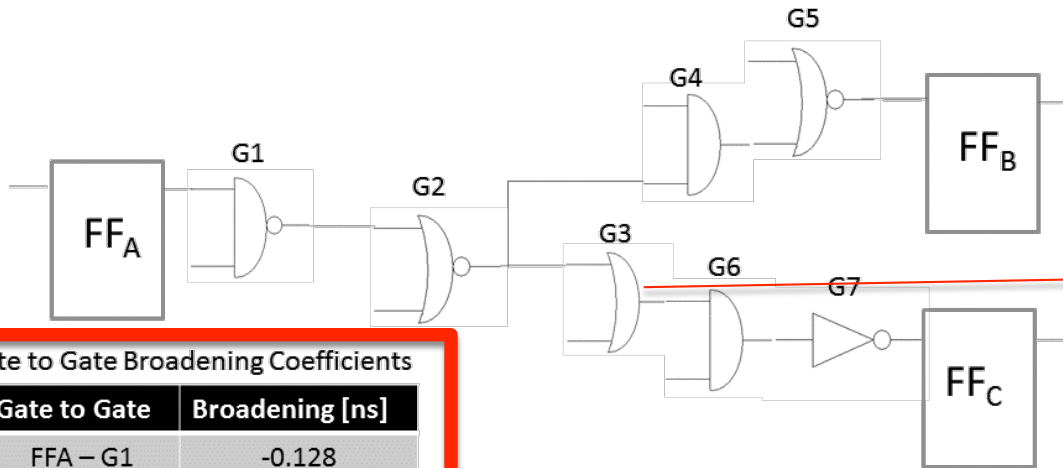 G5
G4
G1
FFB
G2
FFA
G3
G6
G7
te to Gate Broadening Coefficients
FFC
Gate to Gate Broadening [ns]
FFA – G1 -0.128